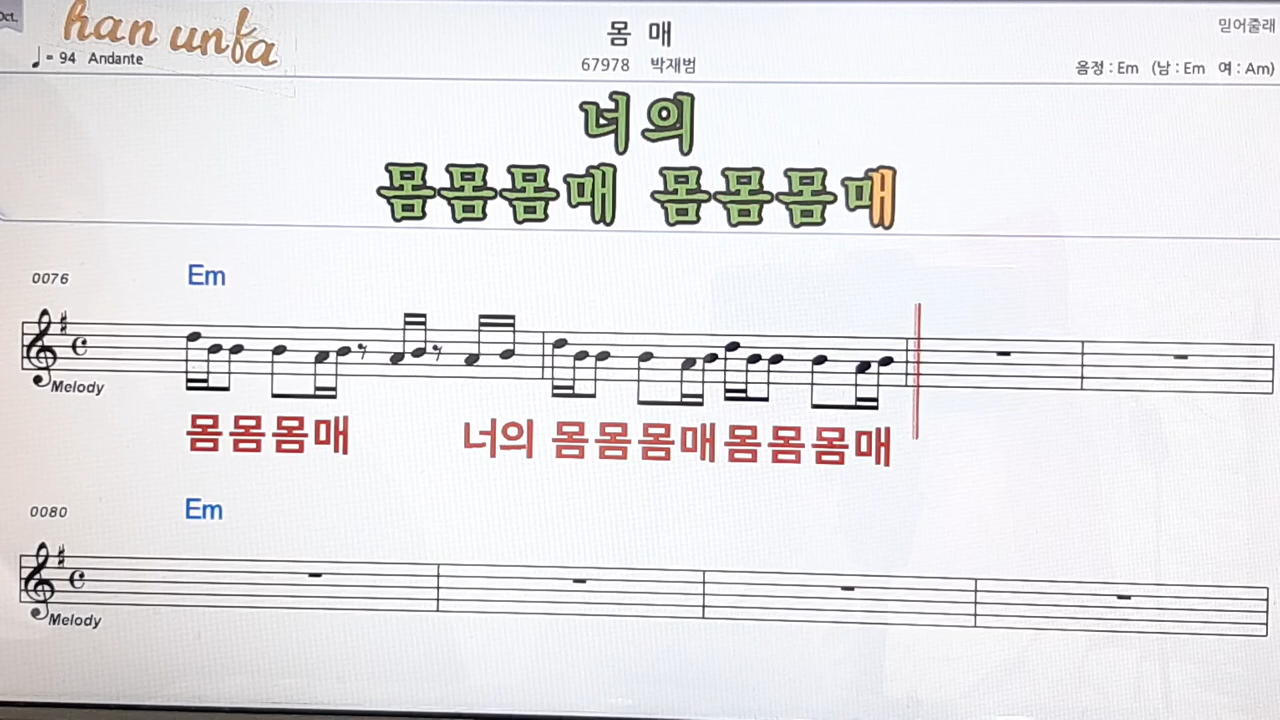 Oct.
han unfa
몸 매
믿어줄래
♩= 94 Andante
67978 박재범
음정 : Em (남 : Em 여 : Am)
너의
몸몸몸매 몸몸몸매
0076
Em
Melody
몸몸몸매 너의 몸몸몸매몸몸몸매
0080
Em
Melody